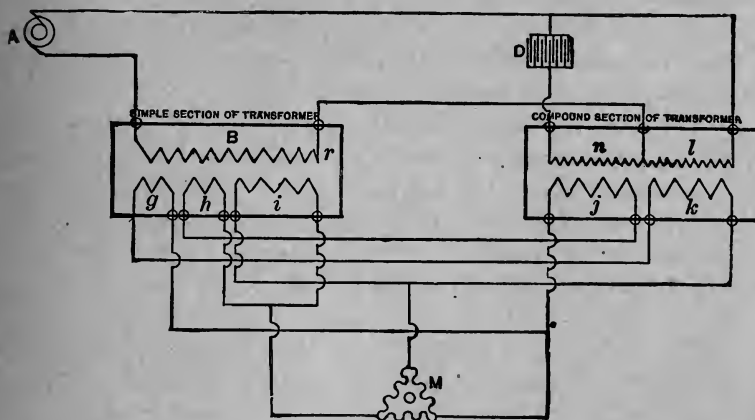 A
D
SIMPLE SECTION OF TRANSFORMER
COMPOUND SECTION OF TRANSFORMER
B
r
n
l
g
h
i
j
k
M